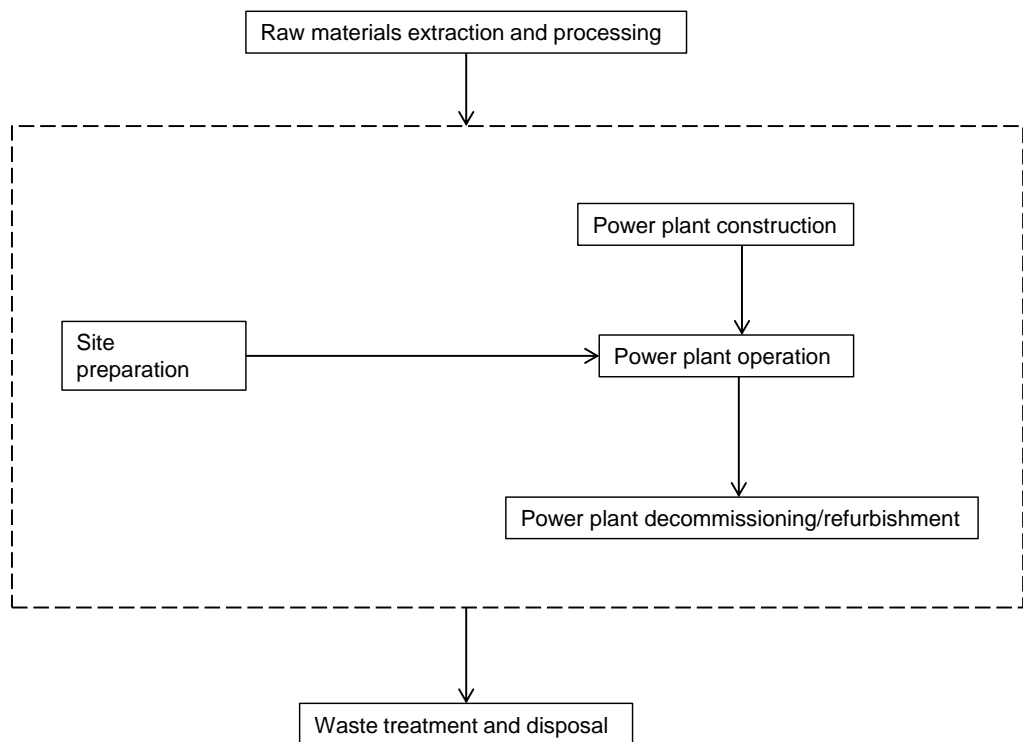 Raw materials extraction and processing
Power plant construction
Site
preparation
Power plant operation
Power plant decommissioning/refurbishment
Waste treatment and disposal